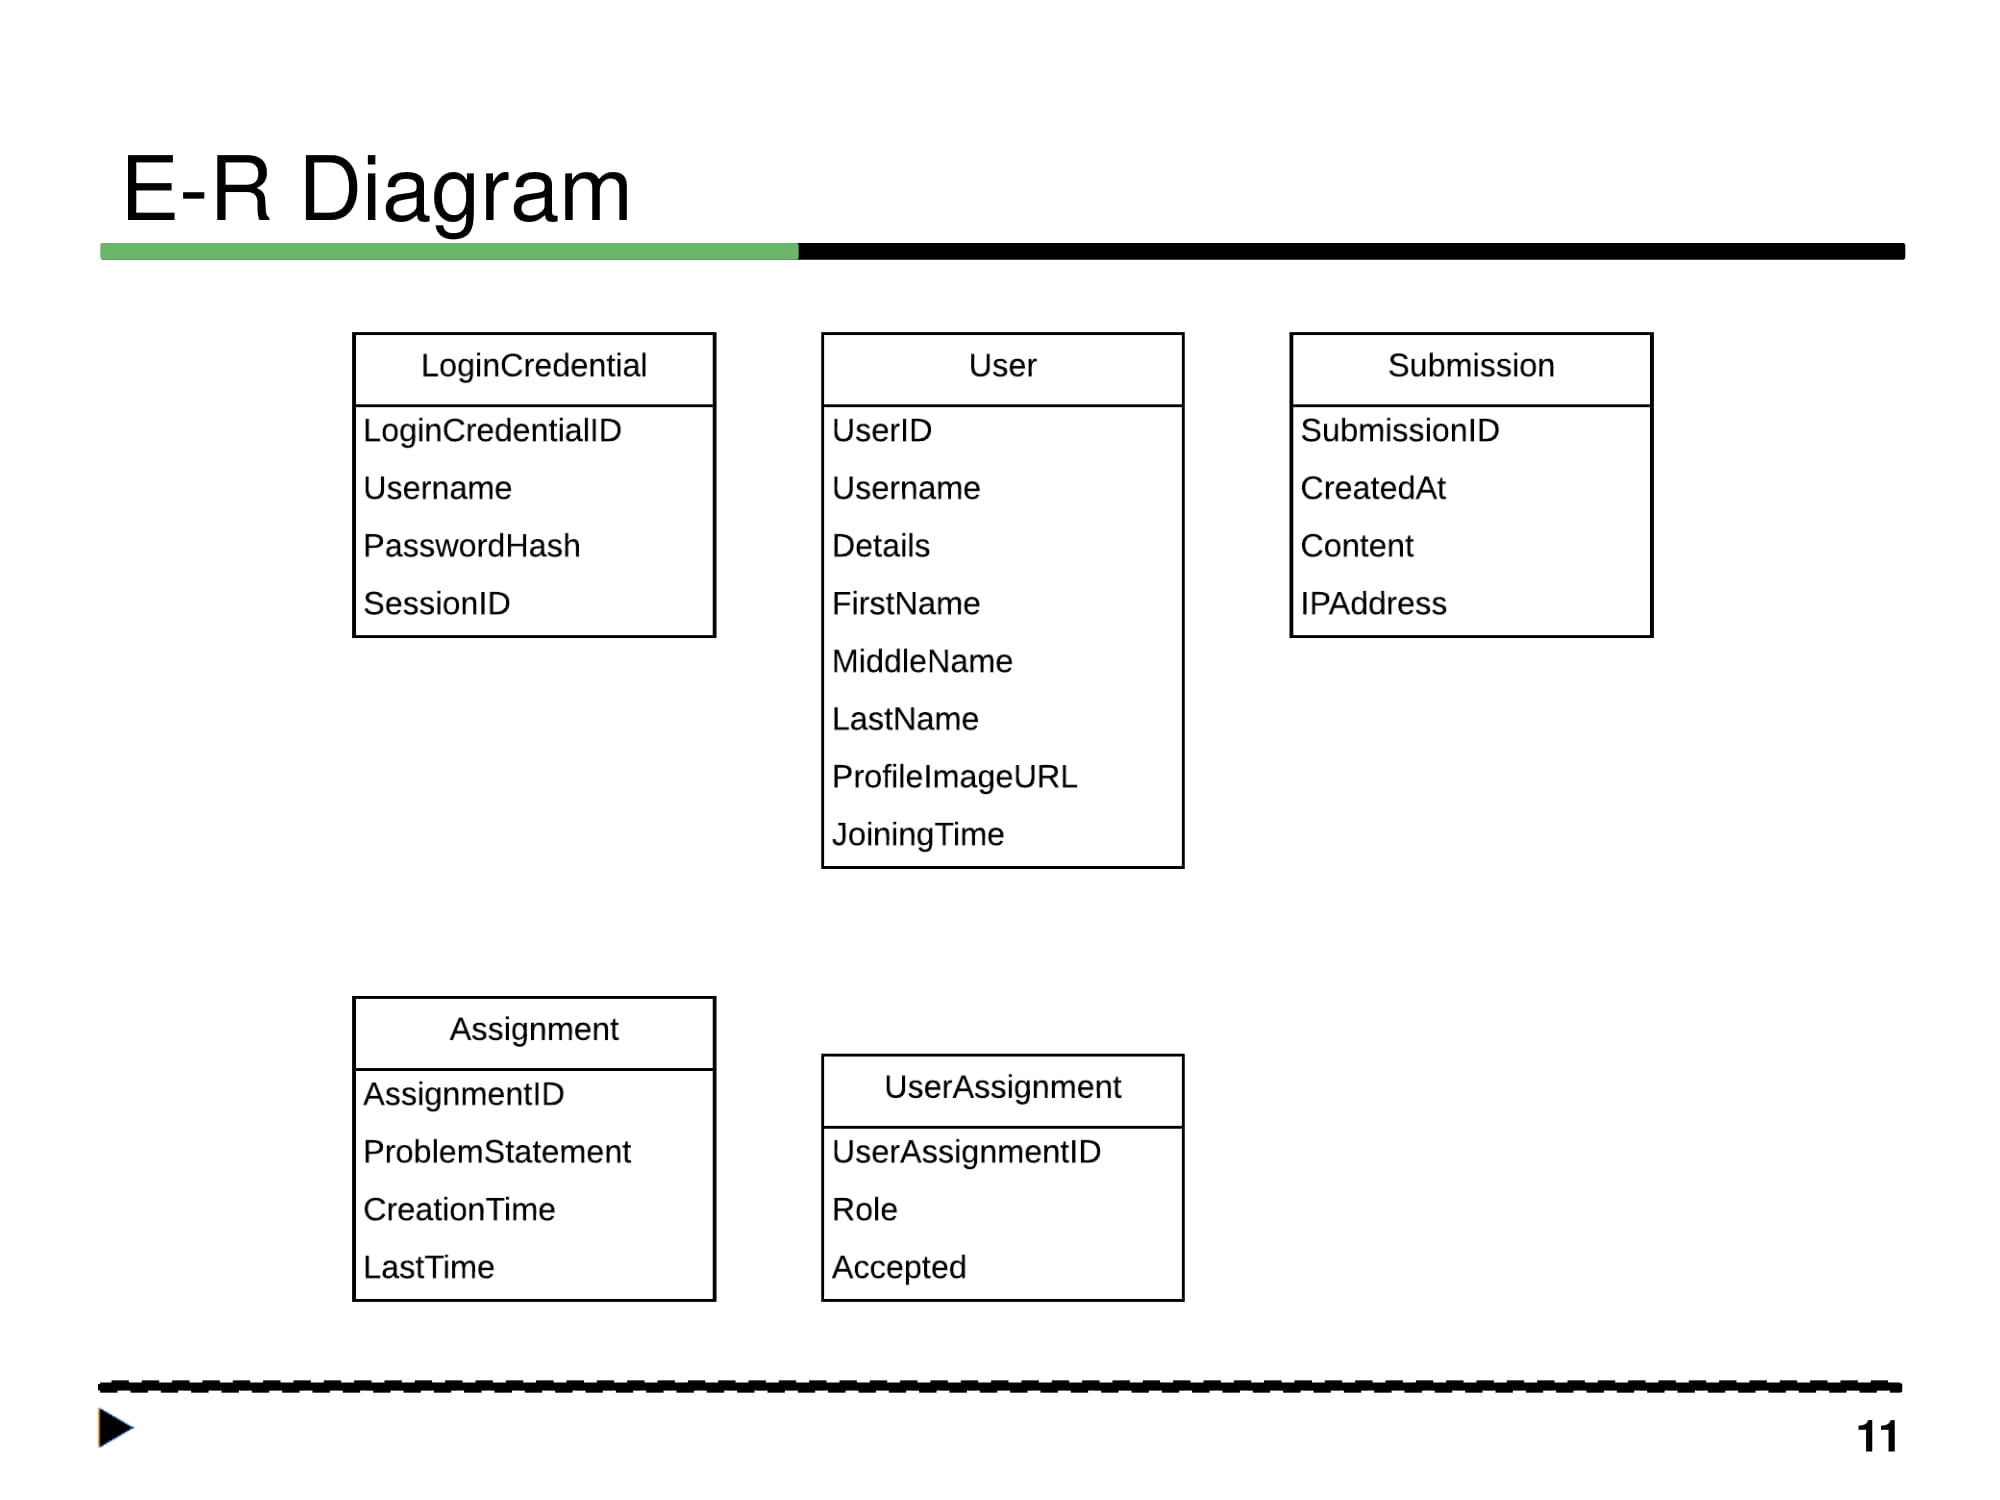 E-R Diagram
LoginCredential
LoginCredentialID
Username
PasswordHash
SessionID
User
UserID
Username
Details
FirstName
MiddleName
LastName
ProfileImageURL
JoiningTime
Submission
SubmissionID
CreatedAt
Content
IPAddress
Assignment
AssignmentID
ProblemStatement
CreationTime
LastTime
UserAssignment
UserAssignmentID
Role
Accepted
11